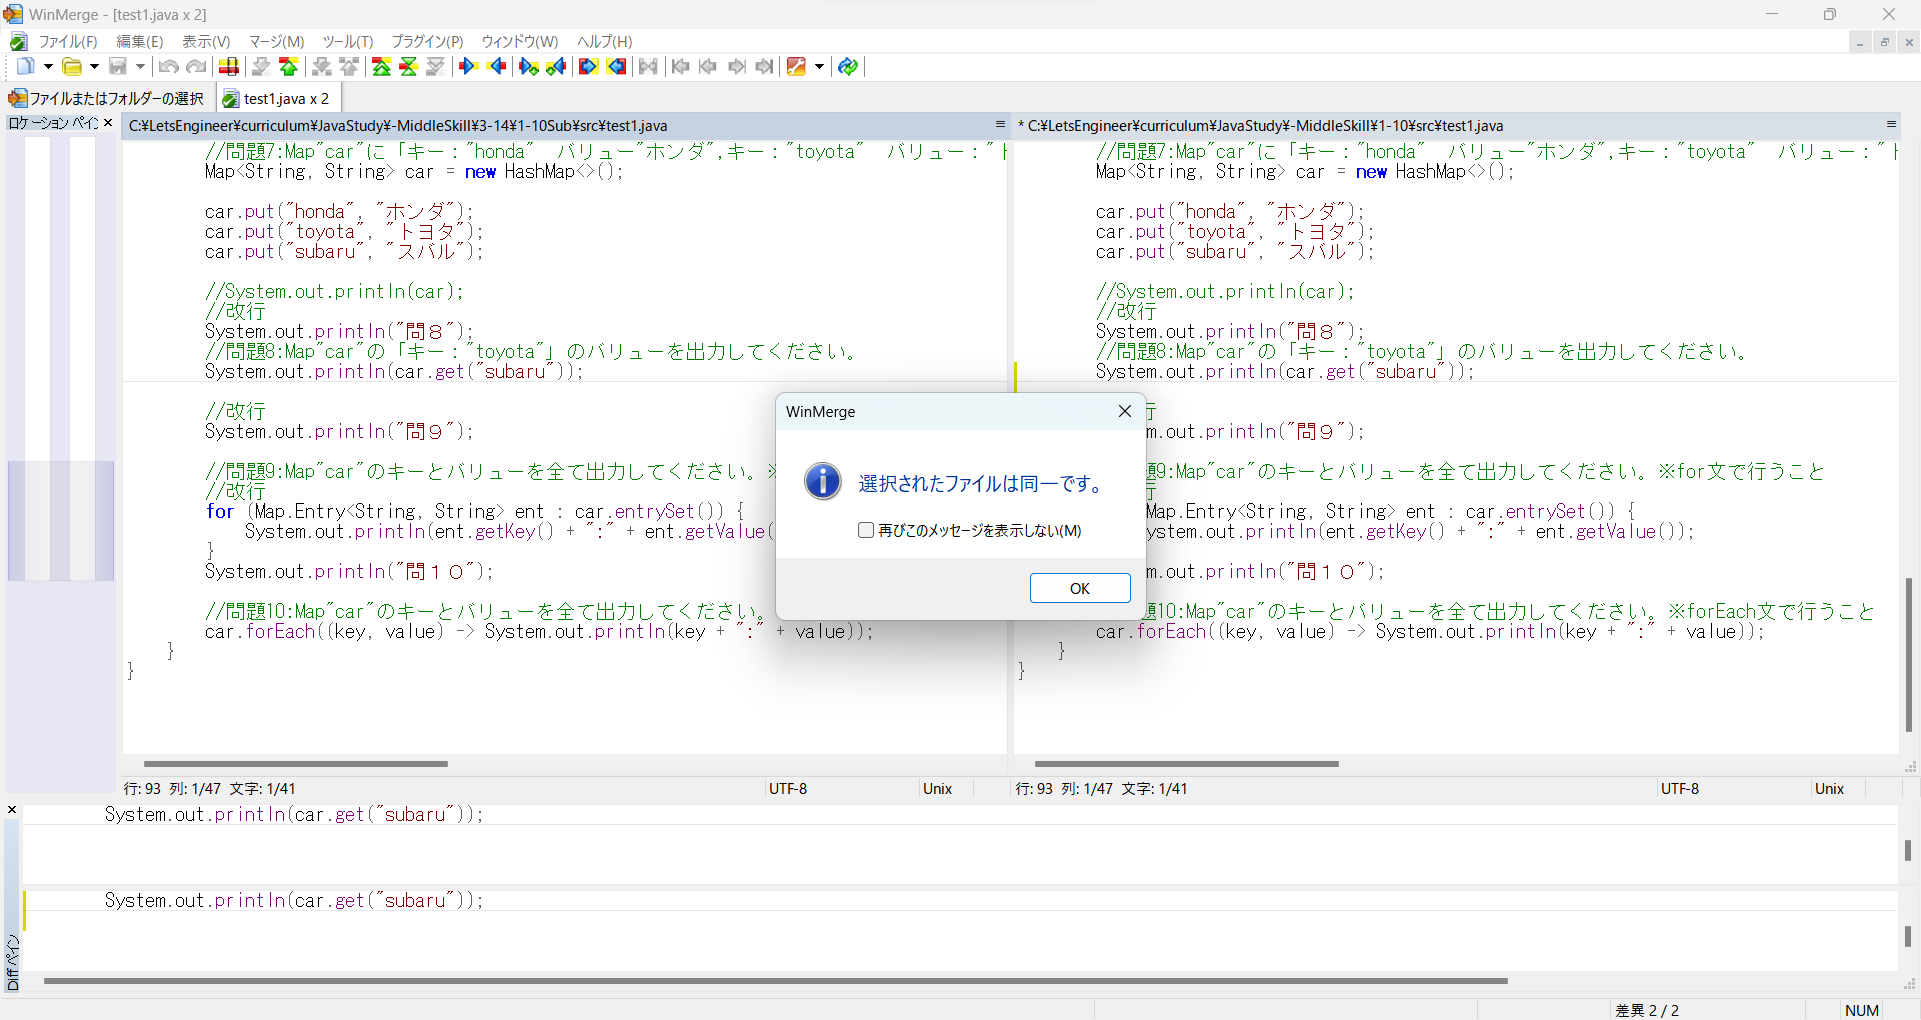 WinMerge - [test1.java x 2]
ファイル(F) 編集(E) 表示(V) マージ(M) ツール(T) プラグイン(P) ウィンドウ(W) ヘルプ(H)
ファイルまたはフォルダーの選択 test1.java x 2
ロケーション ペイン
C:¥LetsEngineer¥curriculum¥JavaStudy¥-MiddleSkill¥3-14¥1-10Sub¥src¥test1.java
//問題7:Map"car"に「キー："honda"　バリュー"ホンダ",キー："toyota"　バリュー："
Map<String, String> car = new HashMap<>();
car.put("honda", "ホンダ");
car.put("toyota", "トヨタ");
car.put("subaru", "スバル");
//System.out.println(car);
//改行
System.out.println("問８");
//問題8:Map"car"の「キー："toyota"」のバリューを出力してください。
System.out.println(car.get("subaru"));
//改行
System.out.println("問９");
//問題9:Map"car"のキーとバリューを全て出力してください。※
//改行
for (Map.Entry<String, String> ent : car.entrySet()) {
System.out.println(ent.getKey() + ":" + ent.getValue(
}
System.out.println("問１０");
//問題10:Map"car"のキーとバリューを全て出力してください。
car.forEach((key, value) -> System.out.println(key + ":" + value));
}
}
行: 93 列: 1/47 文字: 1/41 UTF-8 Unix
* C:¥LetsEngineer¥curriculum¥JavaStudy¥-MiddleSkill¥1-10¥src¥test1.java
//問題7:Map"car"に「キー："honda"　バリュー"ホンダ",キー："toyota"　バリュー："
Map<String, String> car = new HashMap<>();
car.put("honda", "ホンダ");
car.put("toyota", "トヨタ");
car.put("subaru", "スバル");
//System.out.println(car);
//改行
System.out.println("問８");
//問題8:Map"car"の「キー："toyota"」のバリューを出力してください。
System.out.println(car.get("subaru"));
行
m.out.println("問９");
題9:Map"car"のキーとバリューを全て出力してください。※for文で行うこと
行
Map.Entry<String, String> ent : car.entrySet()) {
ystem.out.println(ent.getKey() + ":" + ent.getValue());
m.out.println("問１０");
題10:Map"car"のキーとバリューを全て出力してください。※forEach文で行うこと
car.forEach((key, value) -> System.out.println(key + ":" + value));
}
}
行: 93 列: 1/47 文字: 1/41 UTF-8 Unix
WinMerge
選択されたファイルは同一です。
再びこのメッセージを表示しない(M)
OK
System.out.println(car.get("subaru"));
System.out.println(car.get("subaru"));
Diff ペイン
差異 2 / 2 NUM